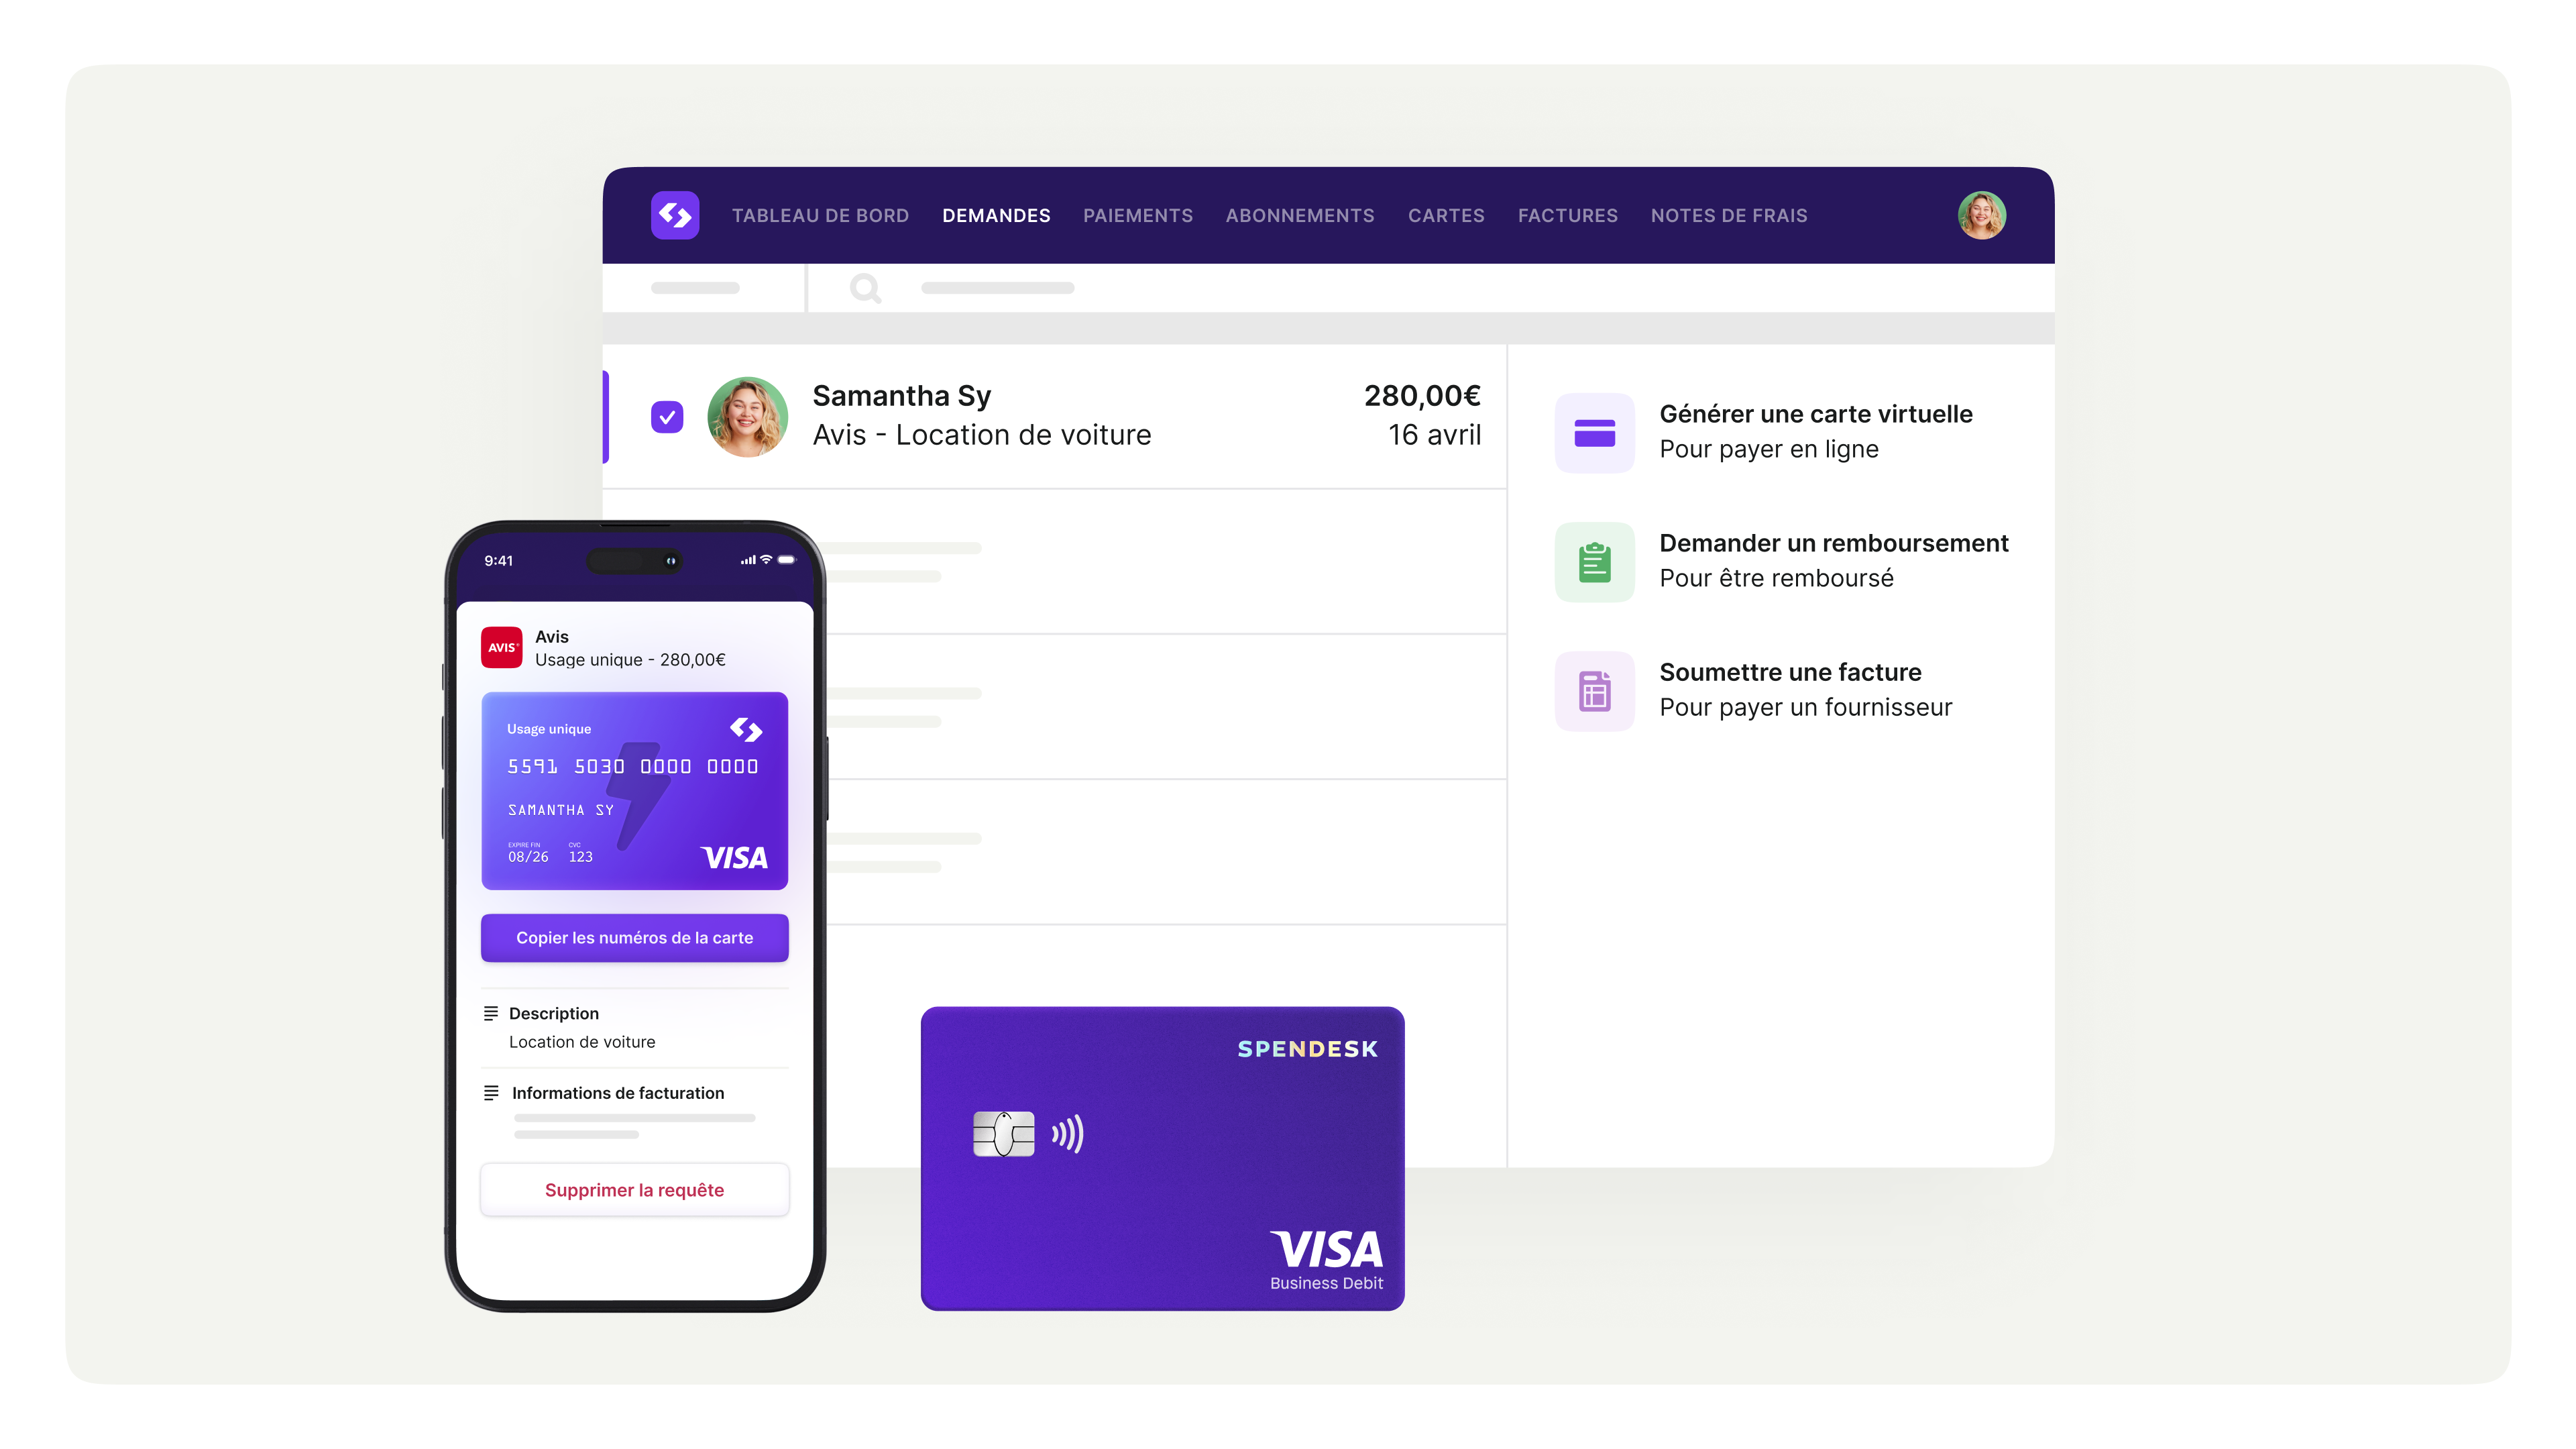 TABLEAU DE BORD DEMANDES PAIEMENTS ABONNEMENTS CARTES FACTURES NOTES DE FRAIS
Samantha Sy 280,00€
Avis - Location de voiture 16 avril
Générer une carte virtuelle
Pour payer en ligne
Demander un remboursement
Pour être remboursé
Soumettre une facture
Pour payer un fournisseur
9:41
AVIS
Avis
Usage unique - 280,00€
Usage unique
5591 5030 0000 0000
SAMANTHA SY
EXPIRE FIN CVC
08/26 123
VISA
Copier les numéros de la carte
Description
Location de voiture
Informations de facturation
Supprimer la requête
SPENDESK
VISA
Business Debit